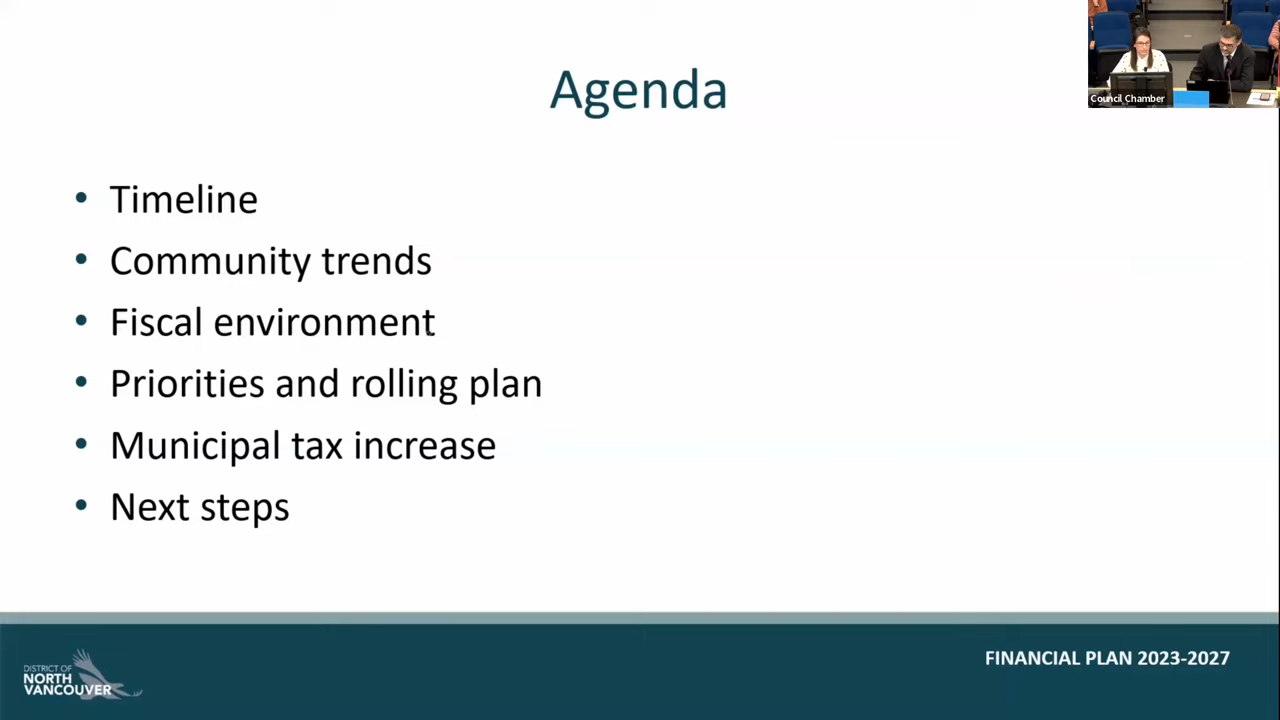 Agenda
Council Chamber
• Timeline
• Community trends
• Fiscal environment
• Priorities and rolling plan
• Municipal tax increase
• Next steps
DISTRICT OF
NORTH
VANCOUVER
FINANCIAL PLAN 2023-2027